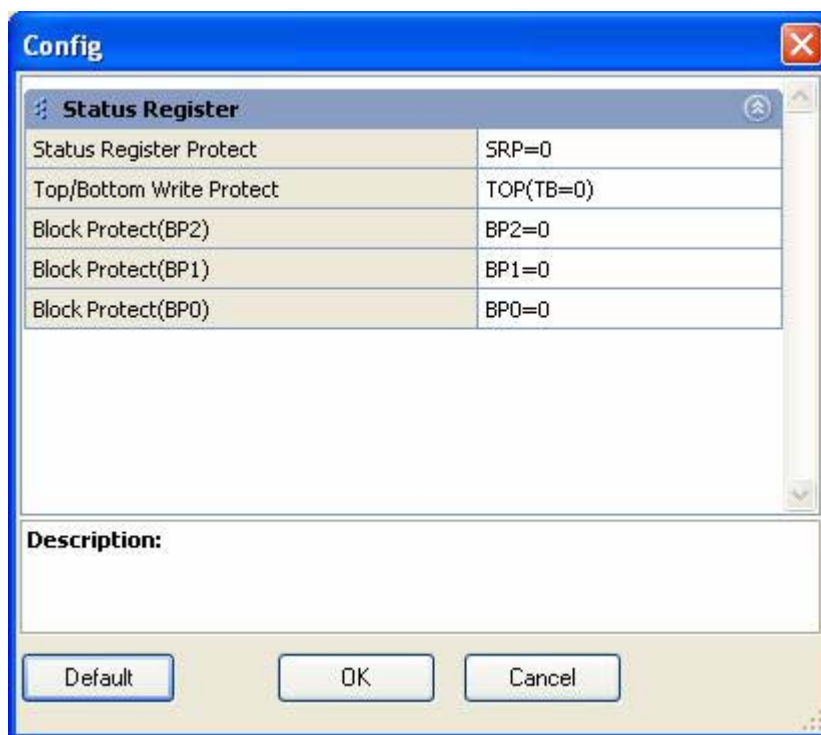 Config
Status Register
Status Register Protect SRP=0
Top/Bottom Write Protect TOP(TB=0)
Block Protect(BP2) BP2=0
Block Protect(BP1) BP1=0
Block Protect(BP0) BP0=0
Description:
Default OK Cancel